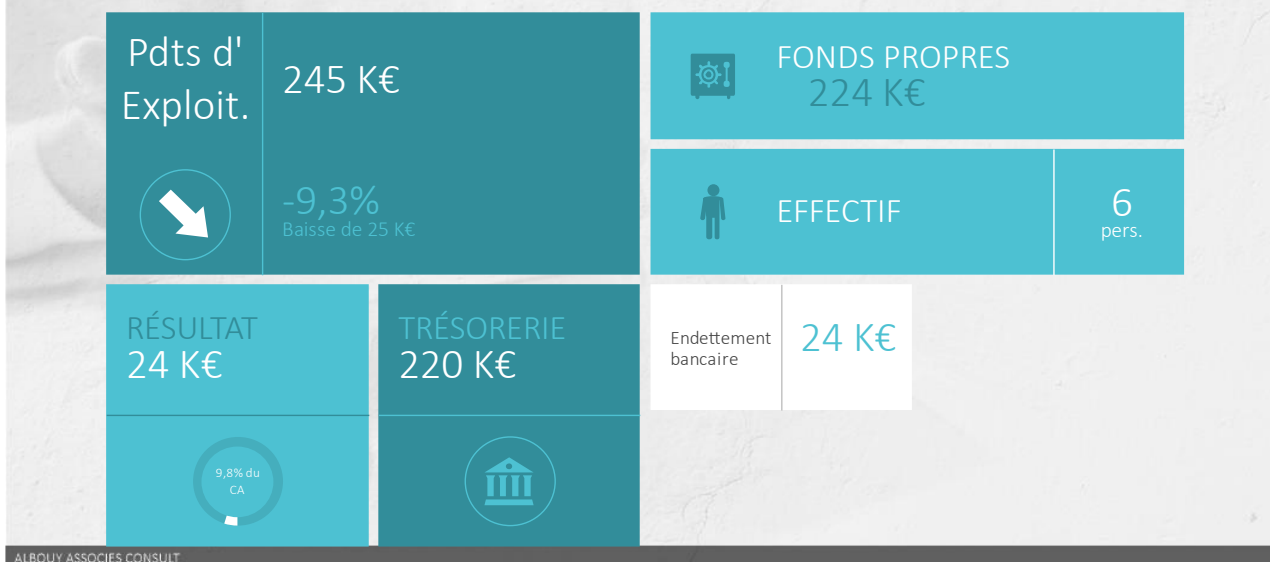 Pdts d'
Exploit.
245 K€
-9,3%
Baisse de 25 K€
FONDS PROPRES
224 K€
EFFECTIF
6
pers.
RÉSULTAT
24 K€
9,8% du
CA
TRÉSORERIE
220 K€
Endettement
bancaire
24 K€
ALBOUY ASSOCIES CONSULT